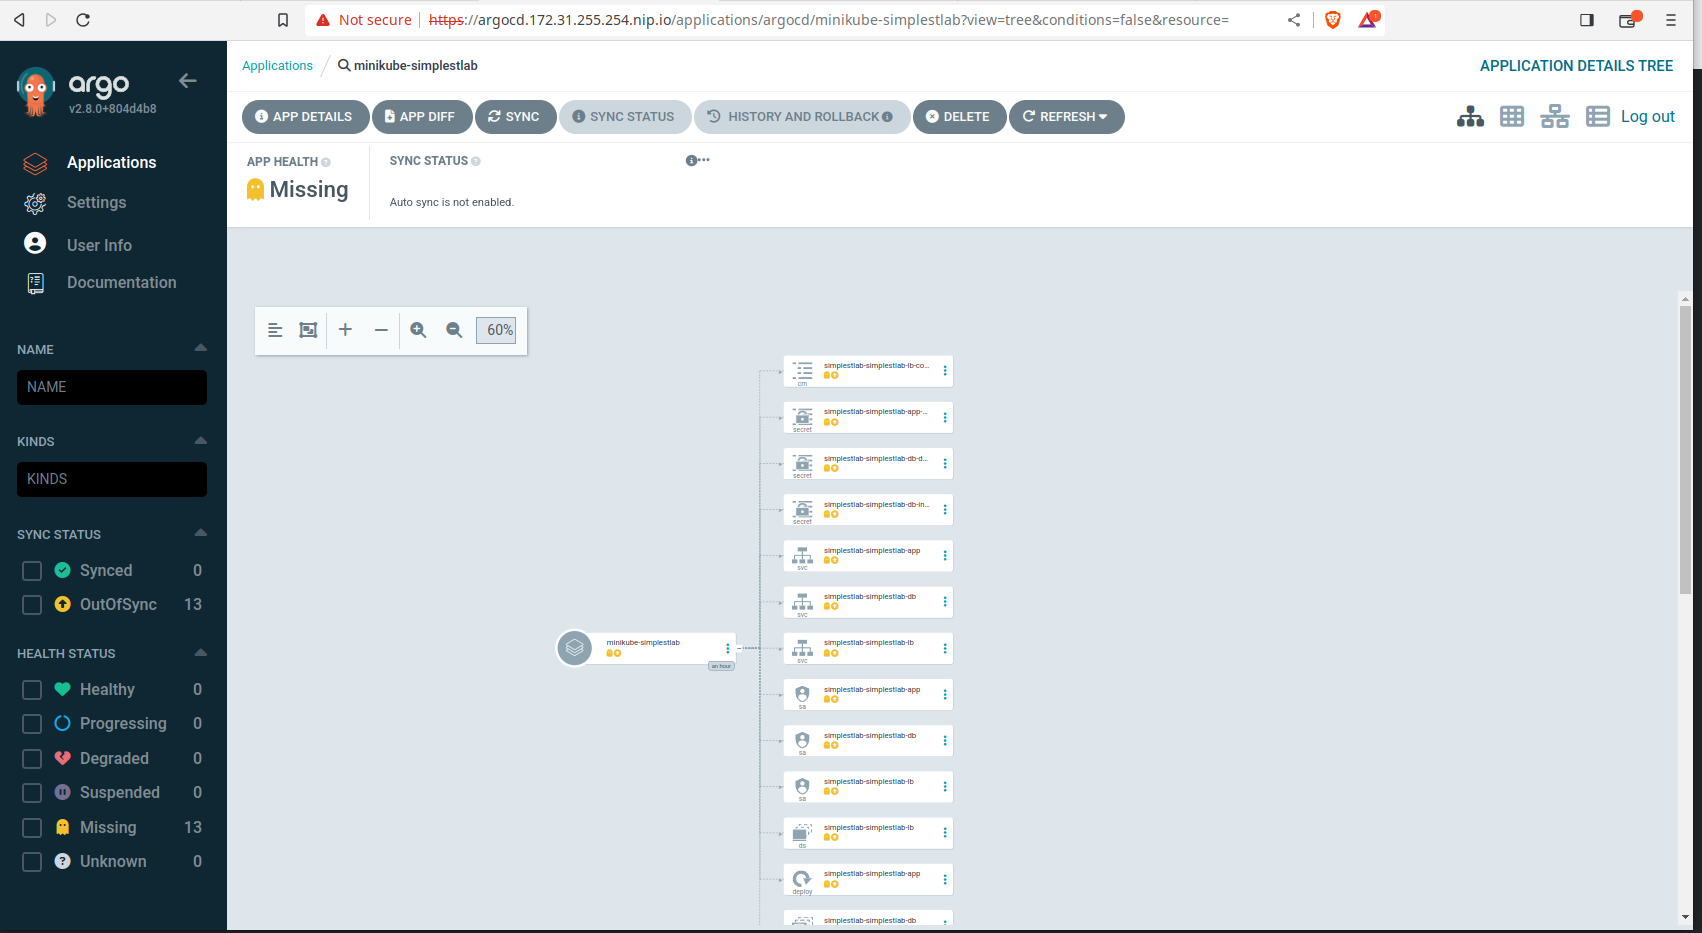 Not secure https://argocd.172.31.255.254.nip.io/applications/argocd/minikube-simplestlab?view=tree&conditions=false&resource=
argo
v2.8.0+804d4b8
Applications
Settings
User Info
Documentation
NAME
NAME
KINDS
KINDS
SYNC STATUS
Synced 0
OutOfSync 13
HEALTH STATUS
Healthy 0
Progressing 0
Degraded 0
Suspended 0
Missing 13
Unknown 0
Applications / minikube-simplestlab
APPLICATION DETAILS TREE
APP DETAILS APP DIFF SYNC SYNC STATUS HISTORY AND ROLLBACK DELETE REFRESH
Log out
APP HEALTH
Missing
SYNC STATUS
Auto sync is not enabled.
60%
minikube-simplestlab
an hour
simplestlab-simplestlab-lb-co...
cm
simplestlab-simplestlab-app-...
secret
simplestlab-simplestlab-db-d...
secret
simplestlab-simplestlab-db-in...
secret
simplestlab-simplestlab-app
svc
simplestlab-simplestlab-db
svc
simplestlab-simplestlab-lb
svc
simplestlab-simplestlab-app
sa
simplestlab-simplestlab-db
sa
simplestlab-simplestlab-lb
sa
simplestlab-simplestlab-lb
ds
simplestlab-simplestlab-app
deploy
simplestlab-simplestlab-db